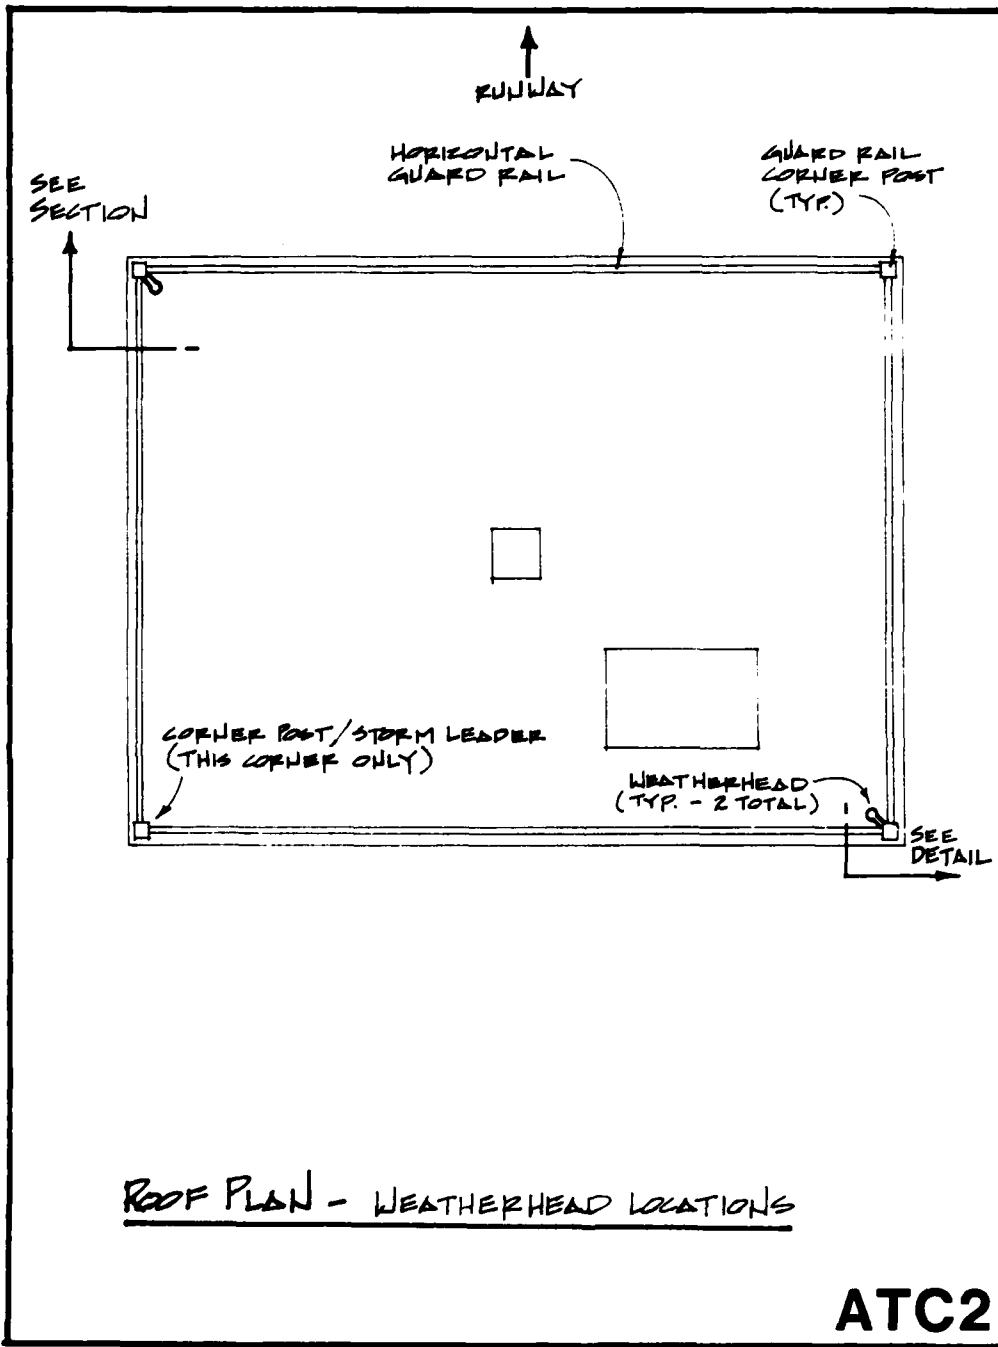 RUNWAY
HORIZONTAL
GUARD RAIL
GUARD RAIL
CORNER POST
(TYP.)
SEE
SECTION
CORNER POST/STORM LEADER
(THIS CORNER ONLY)
WEATHERHEAD
(TYP. - 2 TOTAL)
SEE
DETAIL
ROOF PLAN - WEATHERHEAD LOCATIONS
ATC2